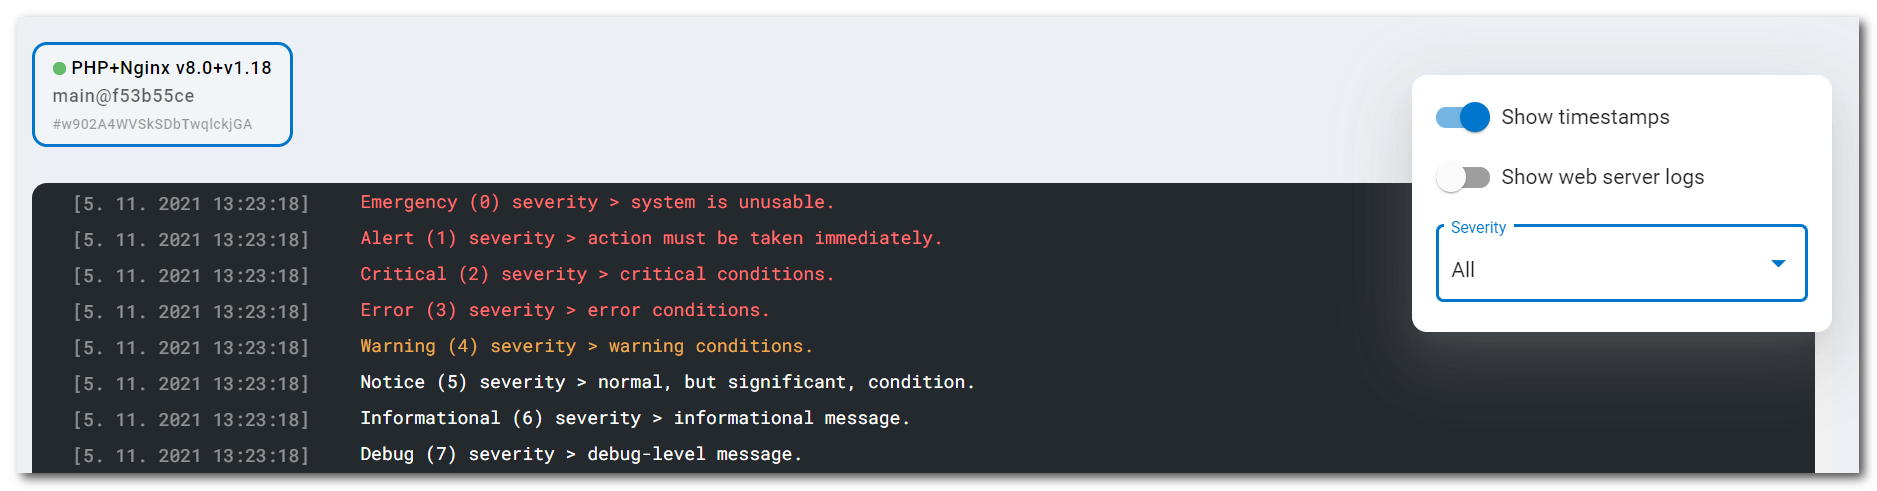 PHP+Nginx v8.0+v1.18
main@f53b55ce
#w902A4WVSkSDbTwqlckjGA
Show timestamps
Show web server logs
Severity
All
[5. 11. 2021 13:23:18] Emergency (0) severity > system is unusable.
[5. 11. 2021 13:23:18] Alert (1) severity > action must be taken immediately.
[5. 11. 2021 13:23:18] Critical (2) severity > critical conditions.
[5. 11. 2021 13:23:18] Error (3) severity > error conditions.
[5. 11. 2021 13:23:18] Warning (4) severity > warning conditions.
[5. 11. 2021 13:23:18] Notice (5) severity > normal, but significant, condition.
[5. 11. 2021 13:23:18] Informational (6) severity > informational message.
[5. 11. 2021 13:23:18] Debug (7) severity > debug-level message.